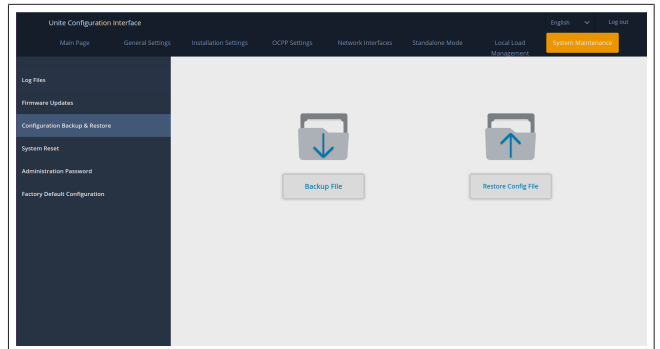 Unite Configuration Interface
English
Log out
Main Page
General Settings
Installation Settings
OCPP Settings
Network Interfaces
Standalone Mode
Local Load
Management
System Maintenance
Log Files
Firmware Updates
Configuration Backup & Restore
System Reset
Administration Password
Factory Default Configuration
Backup File
Restore Config File